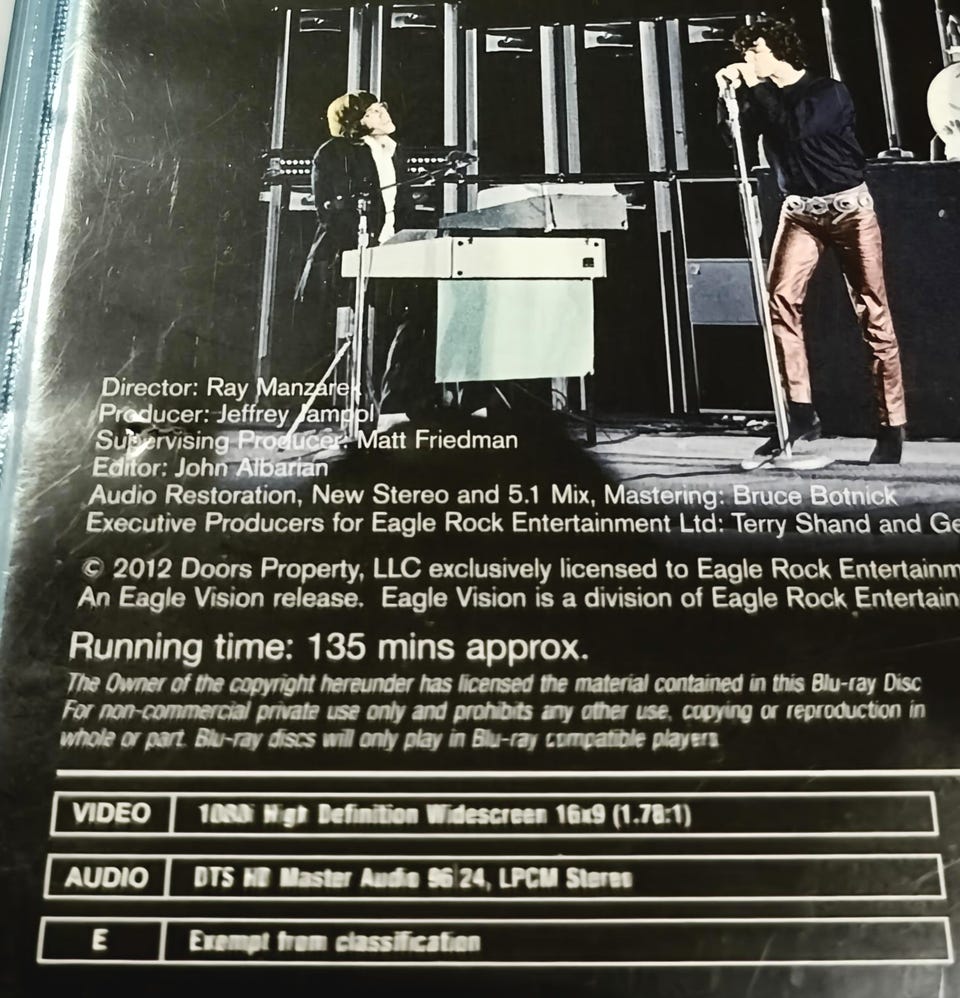 Director: Ray Manzarek
Producer: Jeffrey Jampol
Supervising Producer: Matt Friedman
Editor: John Albarian
Audio Restoration, New Stereo and 5.1 Mix, Mastering: Bruce Botnick
Executive Producers for Eagle Rock Entertainment Ltd: Terry Shand and Ge
© 2012 Doors Property, LLC exclusively licensed to Eagle Rock Entertainm
An Eagle Vision release. Eagle Vision is a division of Eagle Rock Entertain
Running time: 135 mins approx.
The Owner of the copyright hereunder has licensed the material contained in this Blu-ray Disc
For non-commercial private use only and prohibits any other use, copying or reproduction in
whole or part. Blu-ray discs will only play in Blu-ray compatible players
VIDEO 1080i High Definition Widescreen 16x9 (1.78:1)
AUDIO DTS HD Master Audio 96 24, LPCM Stereo
E Exempt from classification